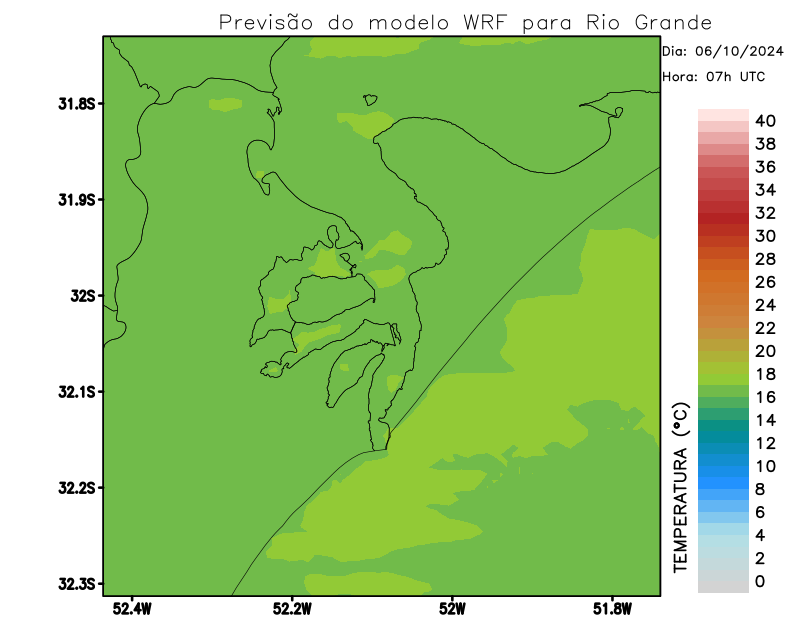 Previsão do modelo WRF para Rio Grande
Dia: 06/10/2024
Hora: 07h UTC
31.8S
31.9S
32S
32.1S
32.2S
32.3S
52.4W
52.2W
52W
51.8W
TEMPERATURA (°C)
40
38
36
34
32
30
28
26
24
22
20
18
16
14
12
10
8
6
4
2
0